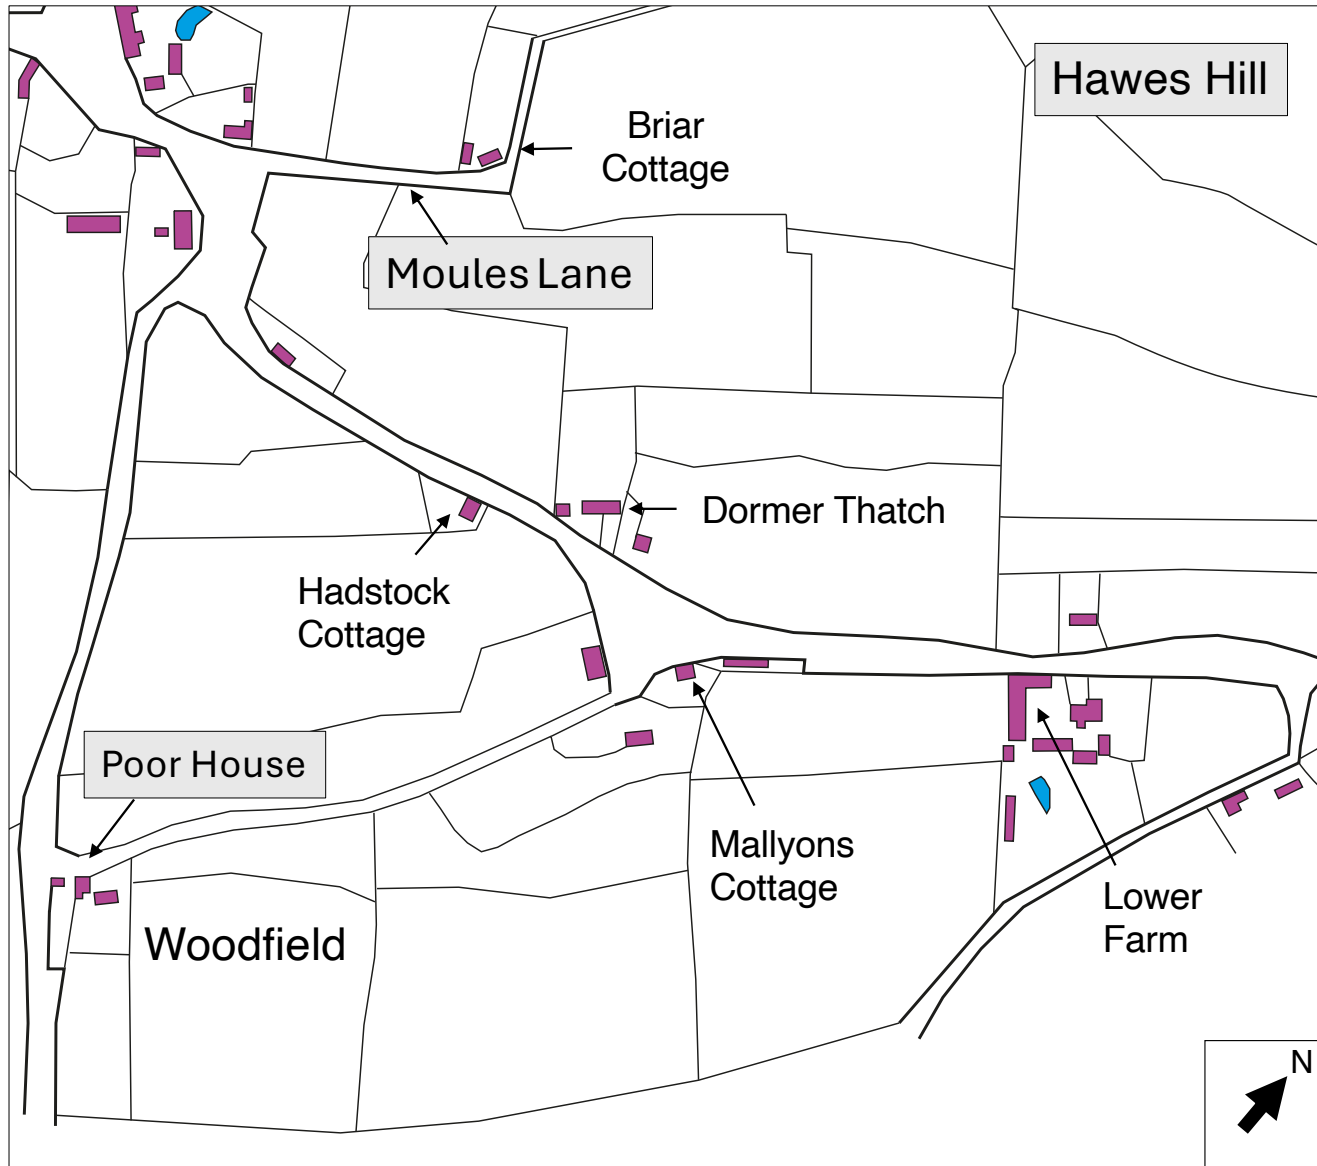 Hawes Hill
Briar
Cottage
Moules Lane
Dormer Thatch
Hadstock
Cottage
Poor House
Mallyons
Cottage
Lower
Farm
Woodfield
N